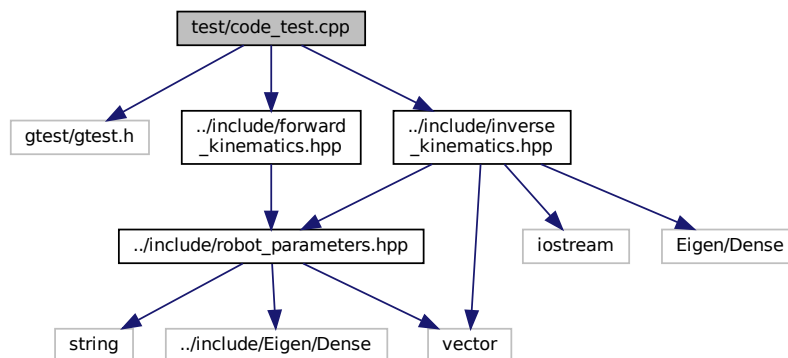 test/code_test.cpp
gtest/gtest.h
../include/forward
_kinematics.hpp
../include/inverse
_kinematics.hpp
../include/robot_parameters.hpp
iostream
Eigen/Dense
string
../include/Eigen/Dense
vector